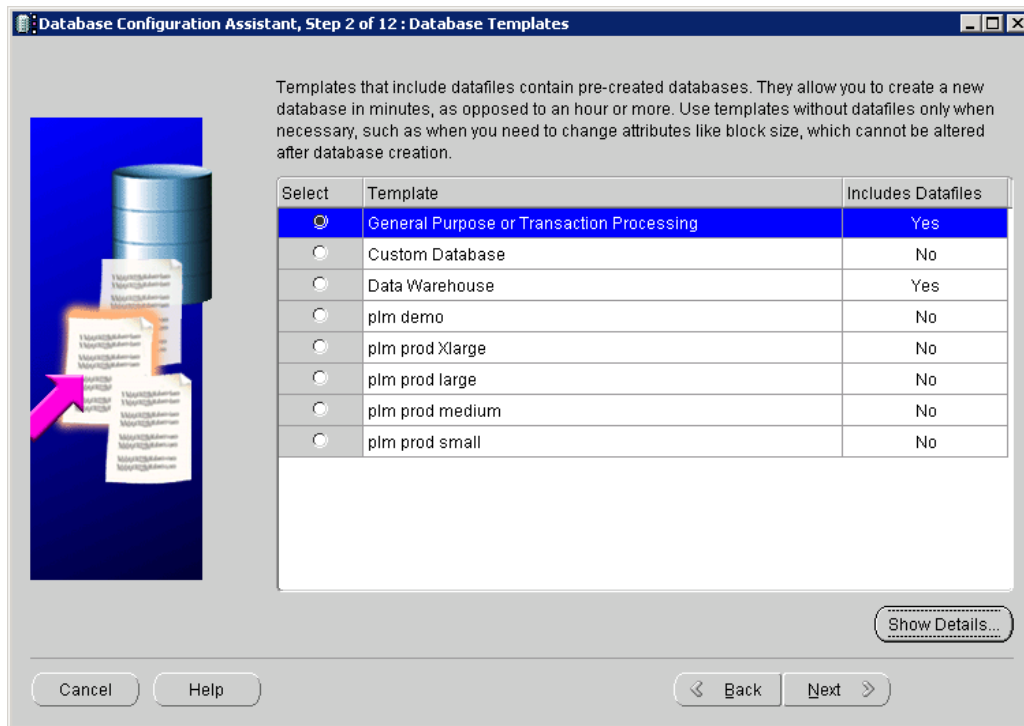 Database Configuration Assistant, Step 2 of 12 : Database Templates
Templates that include datafiles contain pre-created databases. They allow you to create a new
database in minutes, as opposed to an hour or more. Use templates without datafiles only when
necessary, such as when you need to change attributes like block size, which cannot be altered
after database creation.
Select Template Includes Datafiles
General Purpose or Transaction Processing Yes
Custom Database No
Data Warehouse Yes
plm demo No
plm prod Xlarge No
plm prod large No
plm prod medium No
plm prod small No
Show Details...
Cancel Help Back Next